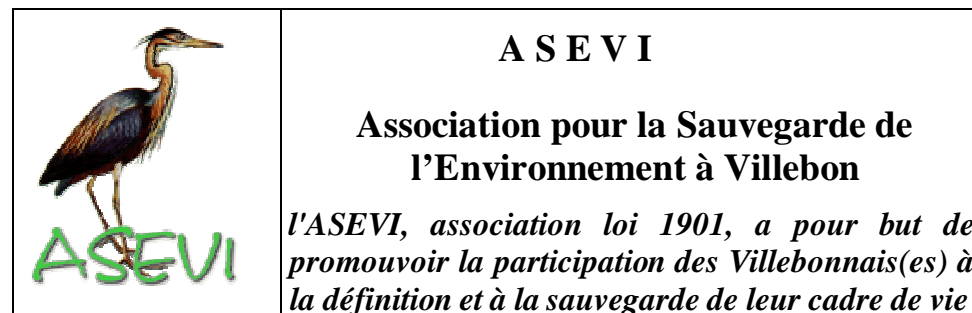 ASEVI
A S E V I
Association pour la Sauvegarde de
l’Environnement à Villebon
l'ASEVI, association loi 1901, a pour but de
promouvoir la participation des Villebonnais(es) à
la définition et à la sauvegarde de leur cadre de vie